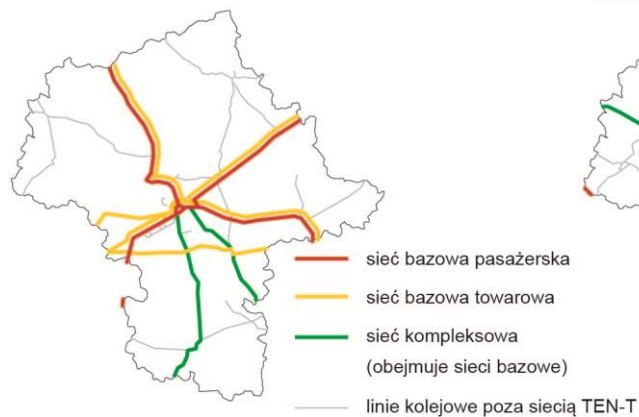 sieć bazowa pasażerska
sieć bazowa towarowa
sieć kompleksowa
(obejmuje sieci bazowe)
linie kolejowe poza siecią TEN-T